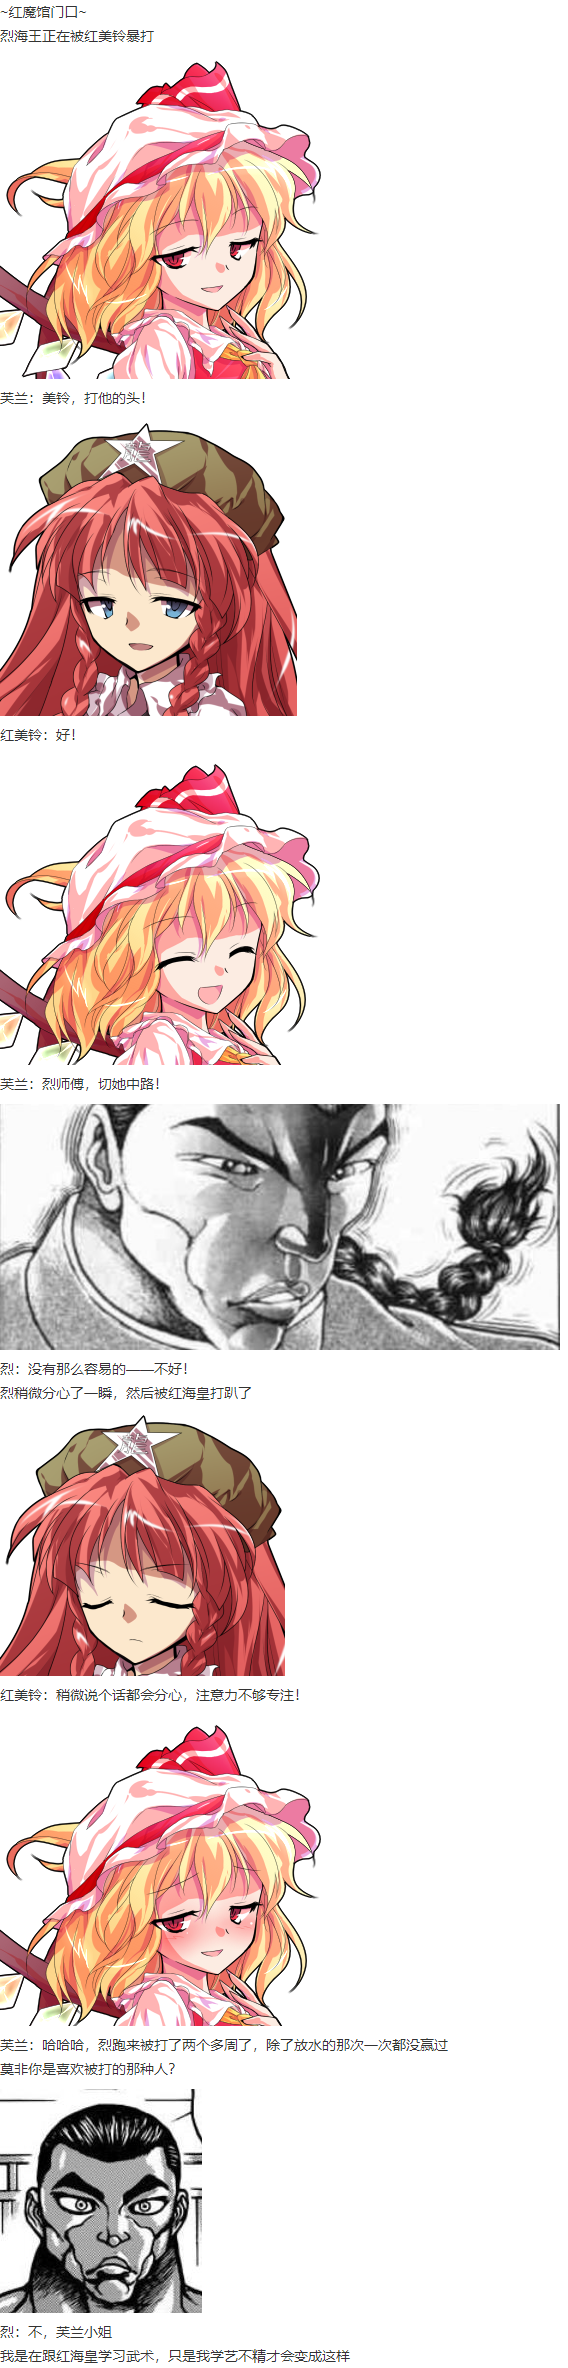 ~红魔馆门口~
烈海王正在被红美铃暴打
芙兰：美铃，打他的头！
红美铃：好！
芙兰：烈师傅，切她中路！
烈：没有那么容易的——不好！
烈稍微分心了一瞬，然后被红海皇打趴了
红美铃：稍微说个话都会分心，注意力不够专注！
芙兰：哈哈哈，烈跑来被打了两个多周了，除了放水的那次一次都没赢过
莫非你是喜欢被打的那种人？
烈：不，芙兰小姐
我是在跟红海皇学习武术，只是我学艺不精才会变成这样